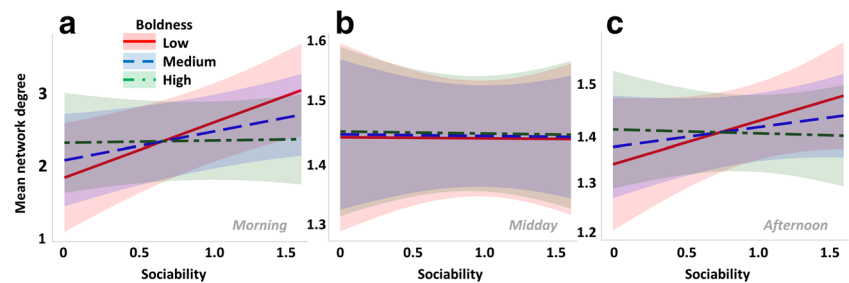 a
Boldness
Low
Medium
High
Mean network degree
3
2
1
0 0.5 1.0 1.5
Sociability
Morning
b
1.6
1.5
1.4
1.3
0 0.5 1.0 1.5
Sociability
Midday
c
1.5
1.4
1.3
1.2
0 0.5 1.0 1.5
Sociability
Afternoon